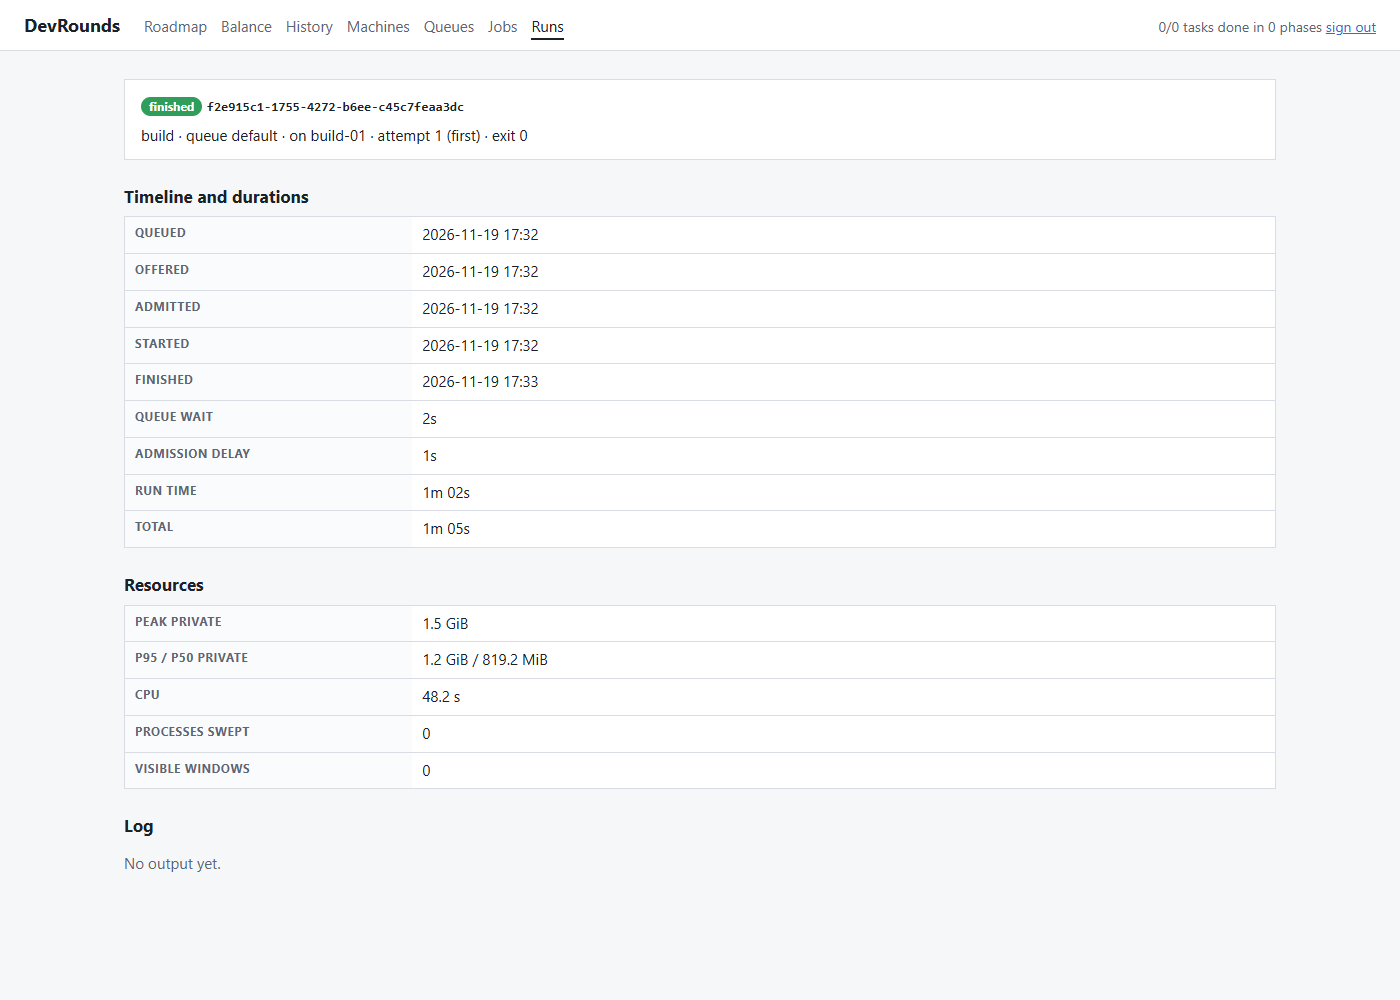 DevRounds Roadmap Balance History Machines Queues Jobs Runs 0/0 tasks done in 0 phases sign out
finished f2e915c1-1755-4272-b6ee-c45c7feaa3dc
build · queue default · on build-01 · attempt 1 (first) · exit 0
Timeline and durations
QUEUED 2026-11-19 17:32
OFFERED 2026-11-19 17:32
ADMITTED 2026-11-19 17:32
STARTED 2026-11-19 17:32
FINISHED 2026-11-19 17:33
QUEUE WAIT 2s
ADMISSION DELAY 1s
RUN TIME 1m 02s
TOTAL 1m 05s
Resources
PEAK PRIVATE 1.5 GiB
P95 / P50 PRIVATE 1.2 GiB / 819.2 MiB
CPU 48.2 s
PROCESSES SWEPT 0
VISIBLE WINDOWS 0
Log
No output yet.